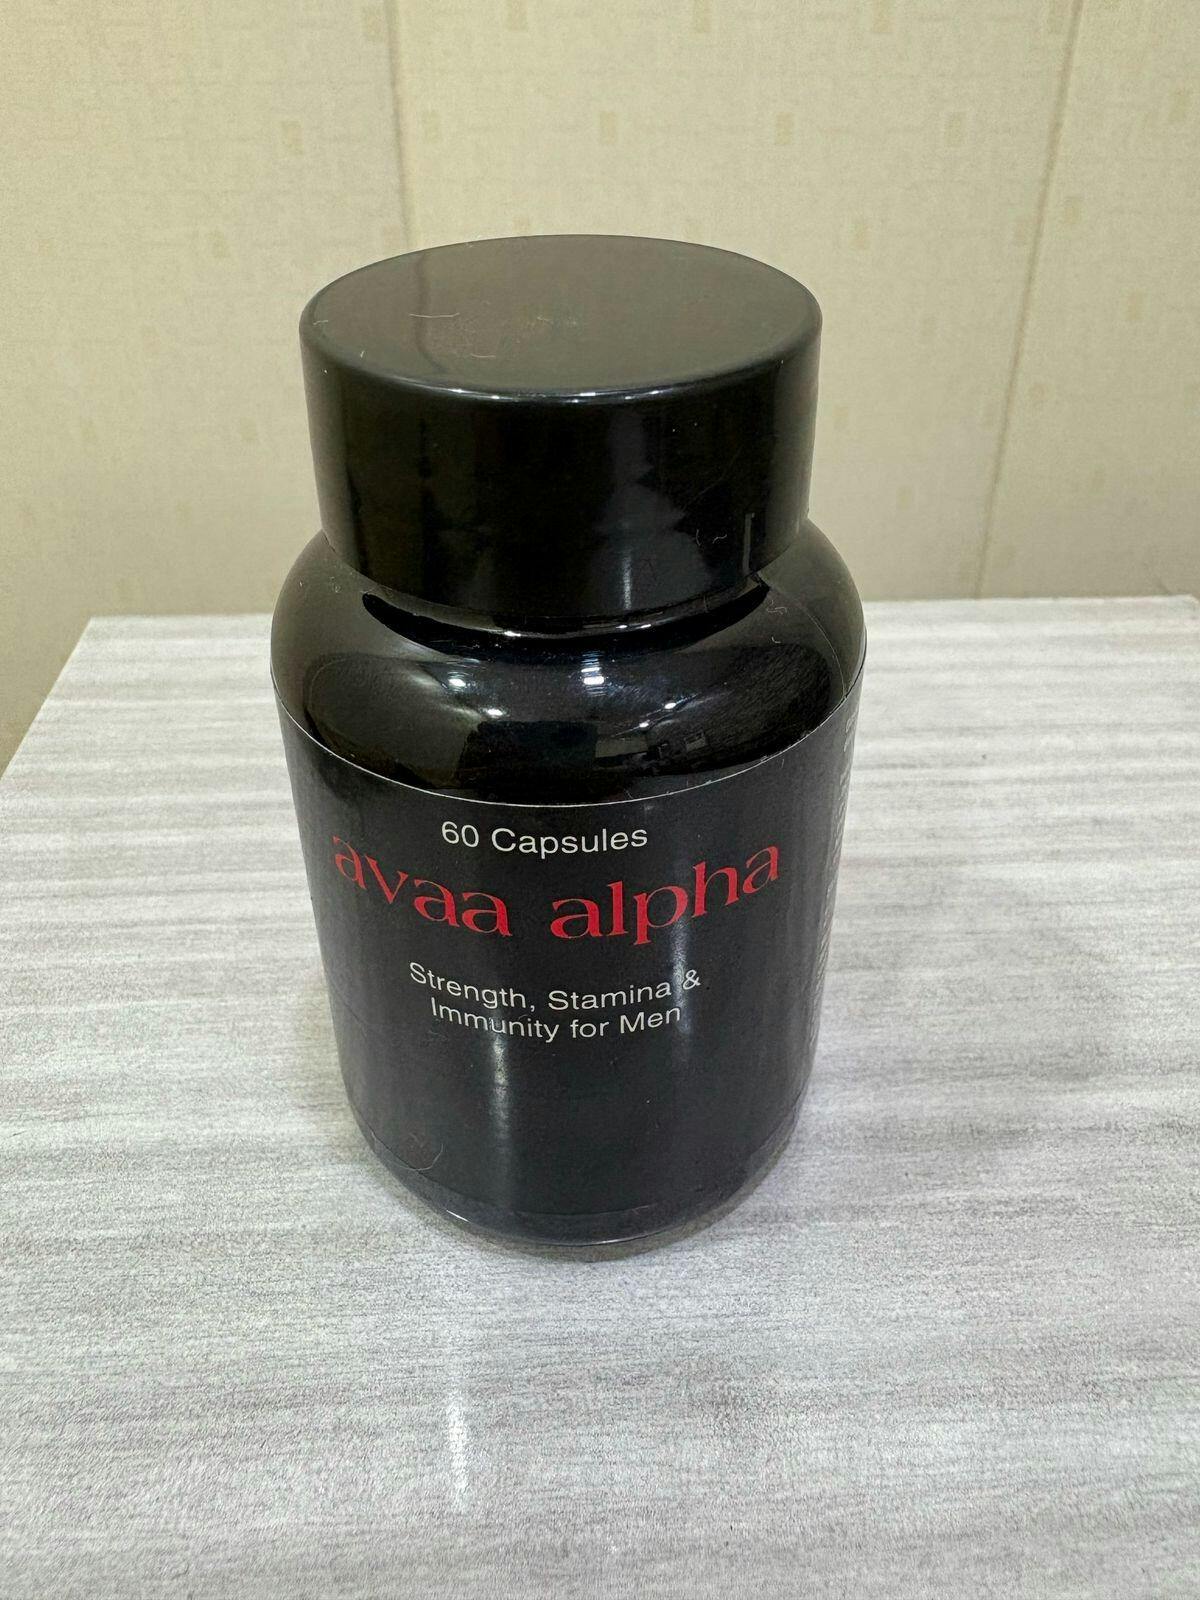 60 Capsules
avaa alpha
Strength, Stamina &
Immunity for Men